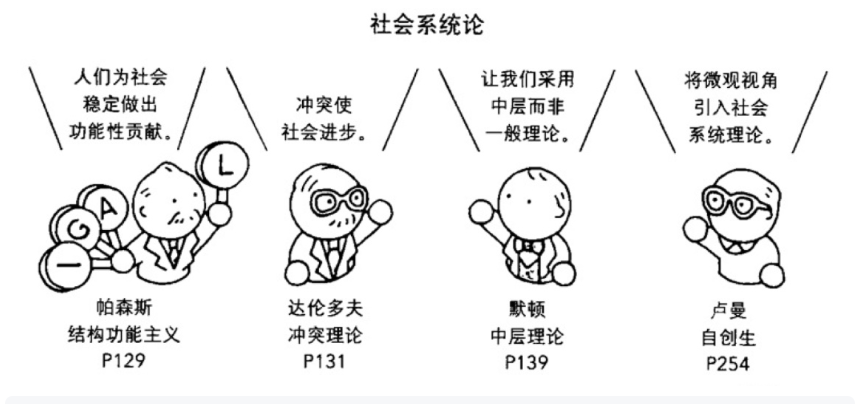 社会系统论
人们为社会
稳定做出
功能性贡献。
冲突使
社会进步。
让我们采用
中层而非
一般理论。
将微观视角
引入社会
系统理论。
A
G
I
L
帕森斯
结构功能主义
P129
达伦多夫
冲突理论
P131
默顿
中层理论
P139
卢曼
自创生
P254